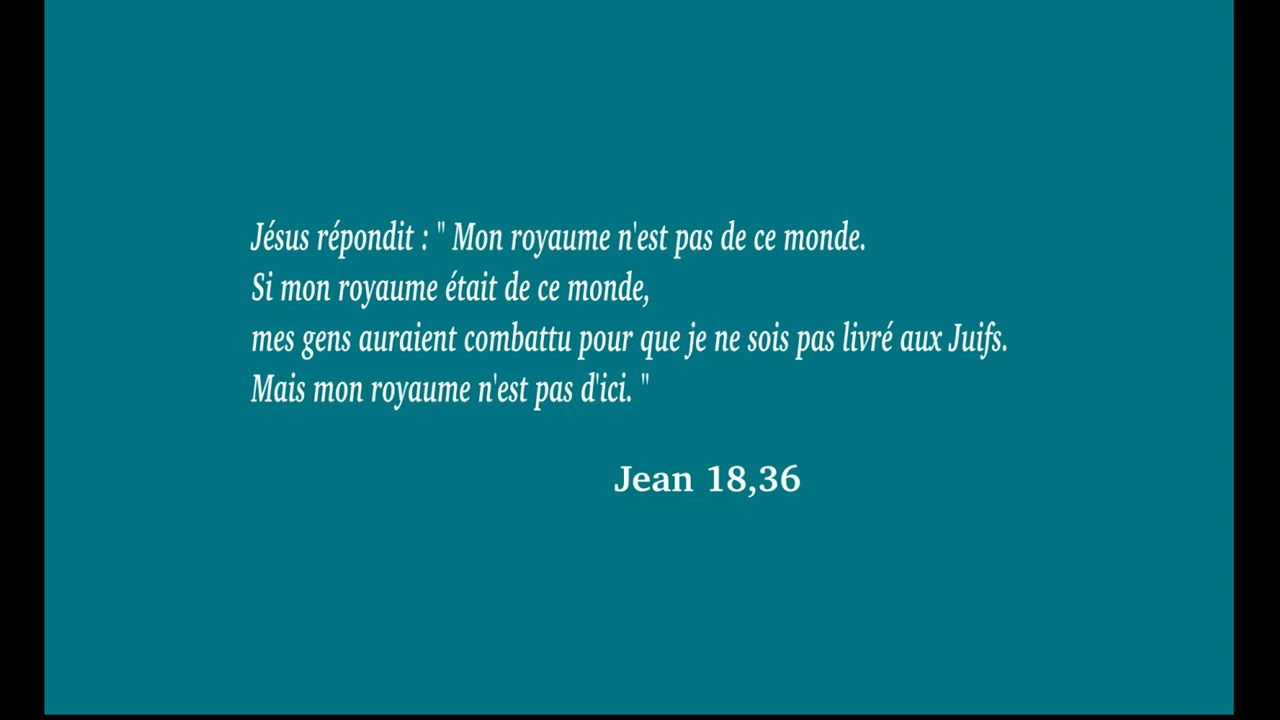 Jésus répondit : " Mon royaume n'est pas de ce monde.
Si mon royaume était de ce monde,
mes gens auraient combattu pour que je ne sois pas livré aux Juifs.
Mais mon royaume n'est pas d'ici. "
Jean 18,36